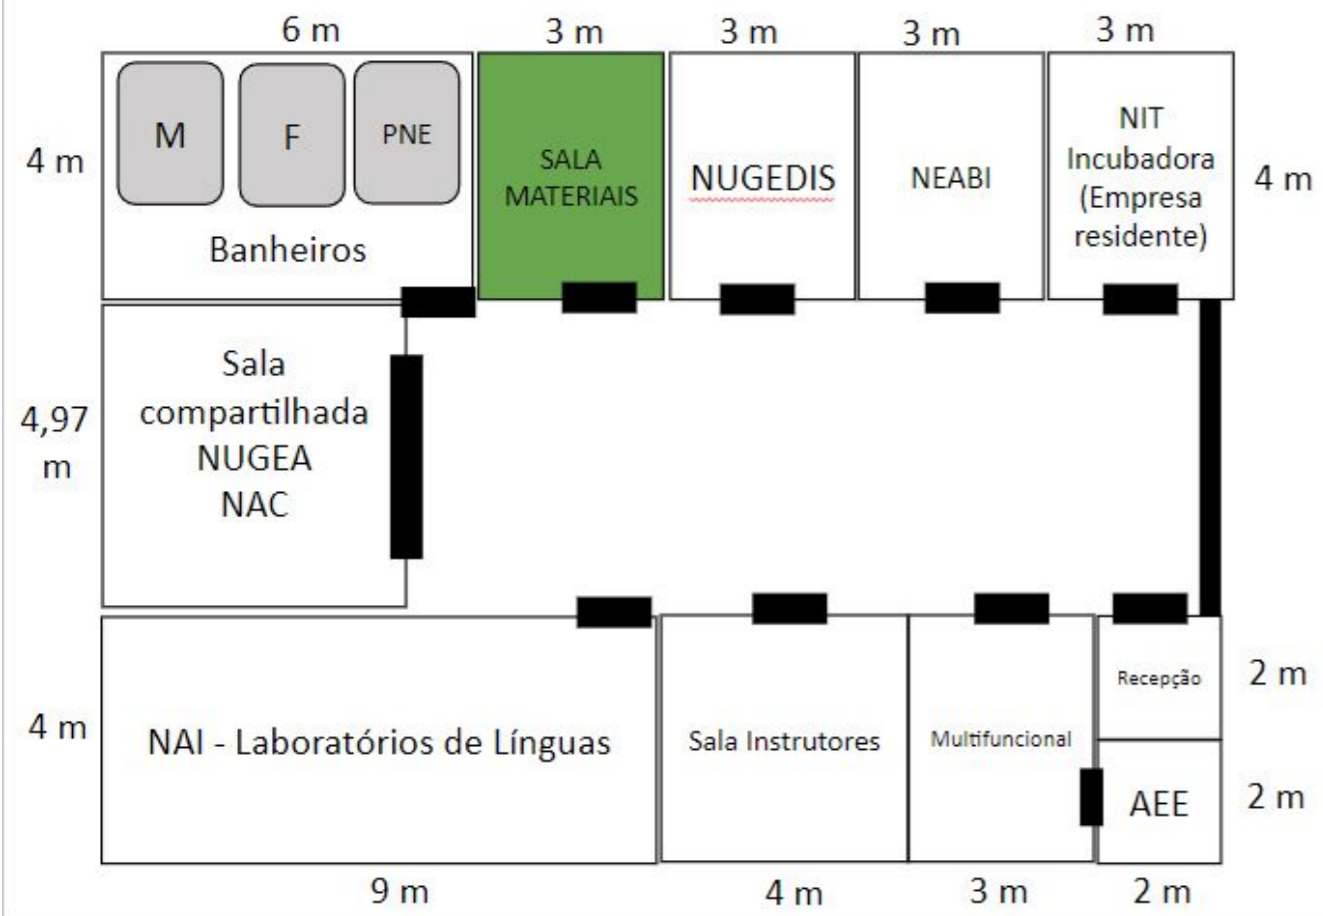 6 m
3 m
3 m
3 m
3 m
4 m
M
F
PNE
Banheiros
SALA
MATERIAIS
NUGEDIS
NEABI
NIT
Incubadora
(Empresa
residente)
4 m
4,97
m
Sala
compartilhada
NUGEA
NAC
4 m
NAI - Laboratórios de Línguas
Sala Instrutores
Multifuncional
Recepção
2 m
AEE
2 m
9 m
4 m
3 m
2 m